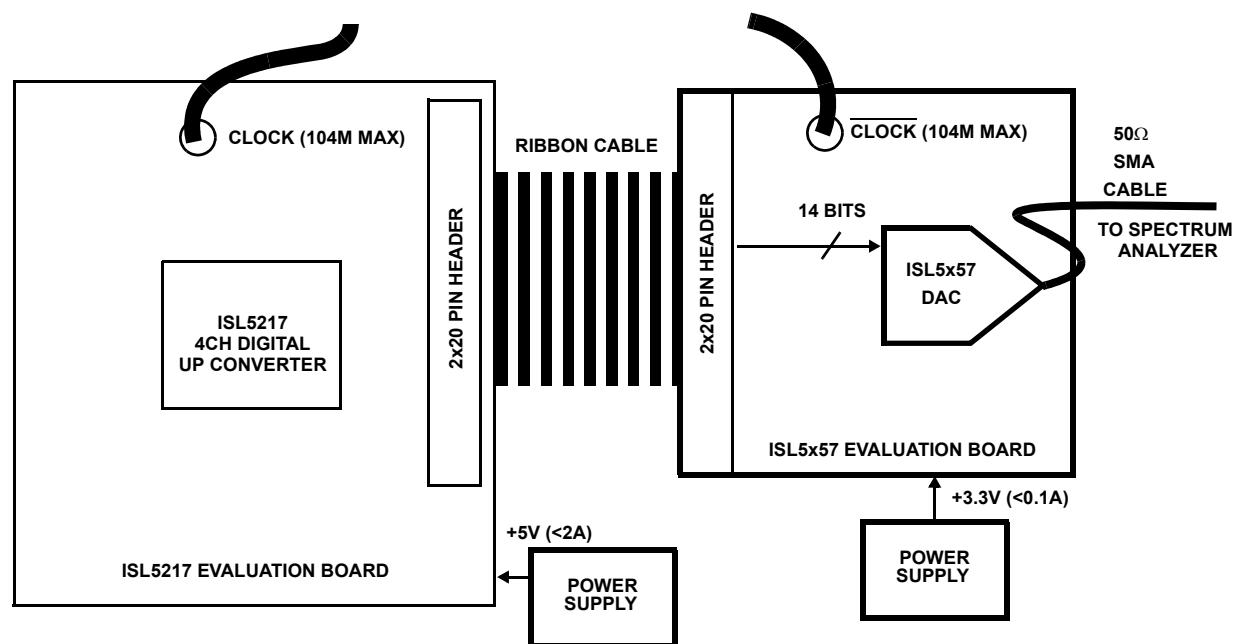 CLOCK (104M MAX)
2x20 PIN HEADER
ISL5217
4CH DIGITAL
UP CONVERTER
ISL5217 EVALUATION BOARD
+5V (<2A)
POWER
SUPPLY
RIBBON CABLE
2x20 PIN HEADER
CLOCK (104M MAX)
14 BITS
ISL5x57
DAC
ISL5x57 EVALUATION BOARD
+3.3V (<0.1A)
POWER
SUPPLY
50Ω
SMA
CABLE
TO SPECTRUM
ANALYZER